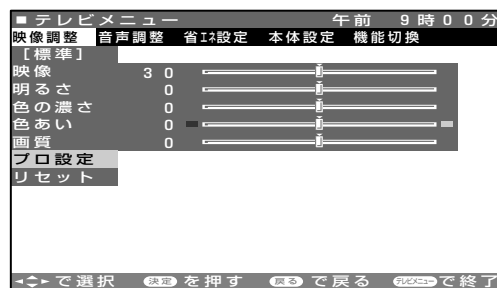 ■テレビメニュー 午前 9時00分
映像調整 音声調整 省エネ設定 本体設定 機能切換
[標準]
映像 30
明るさ 0
色の濃さ 0
色あい 0
画質 0
プロ設定
リセット
で選択 決定 を押す 戻る で戻る テレビメニュー で終了